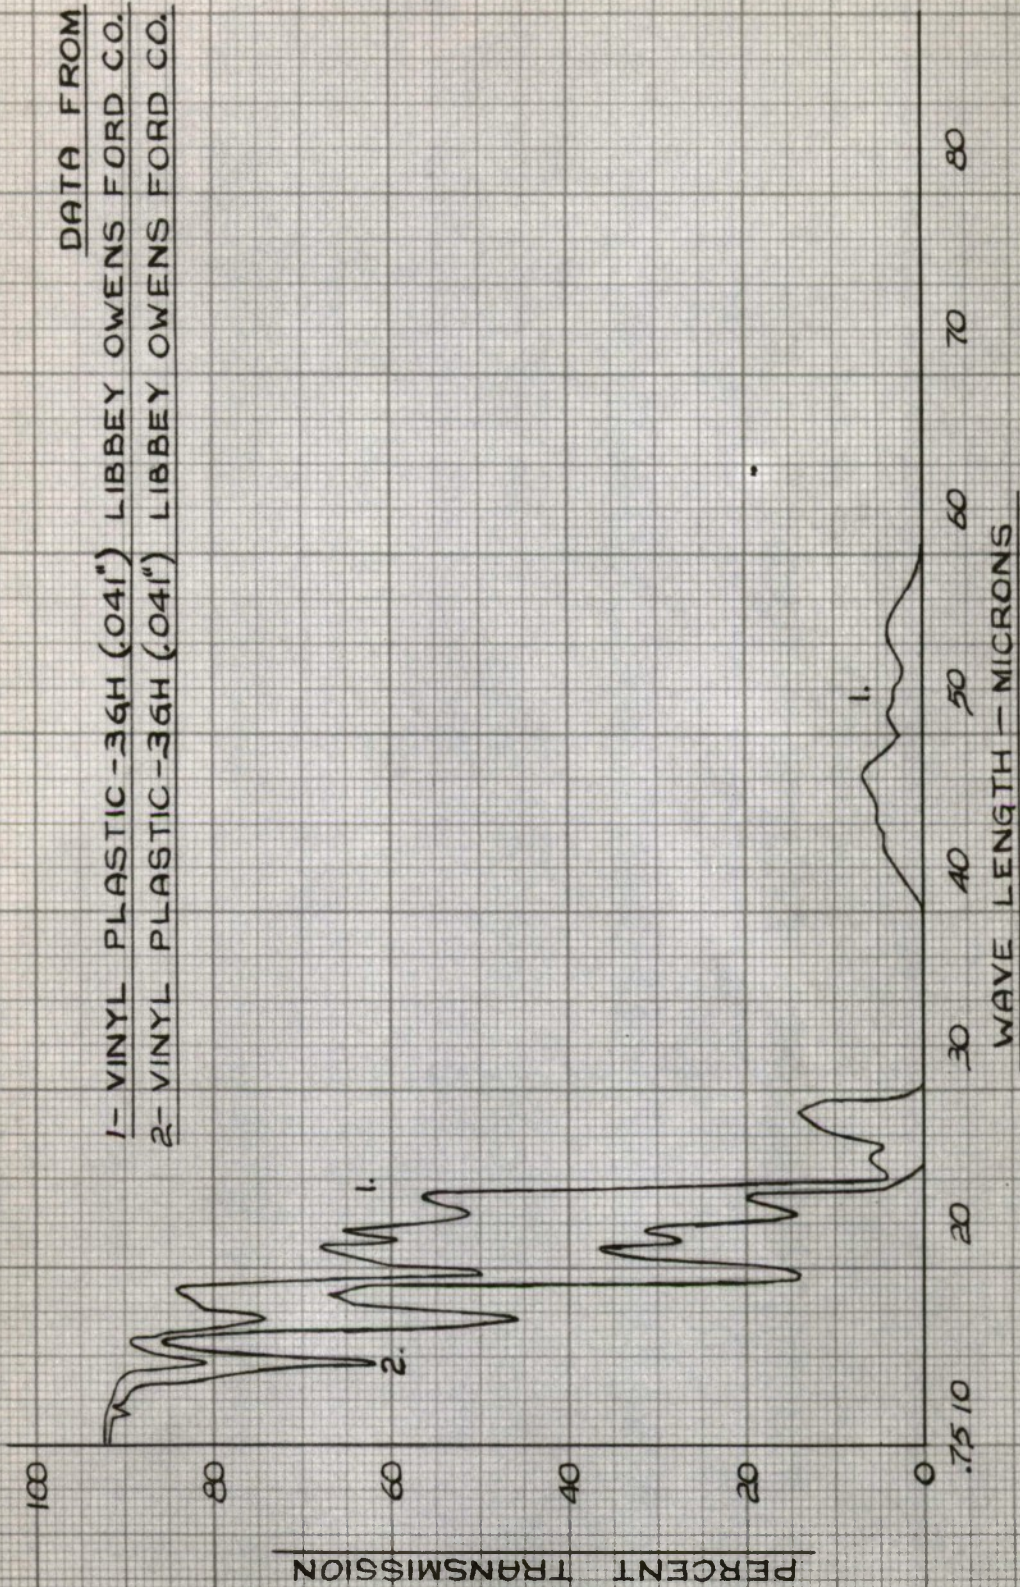 DATA FROM
1- VINYL PLASTIC-3GH (.041") LIBBEY OWENS FORD CO.
2- VINYL PLASTIC-3GH (.041") LIBBEY OWENS FORD CO.
PERCENT TRANSMISSION
100
80
60
40
20
0
1.
2.
1.
.75 10 20 30 40 50 60 70 80
WAVE LENGTH — MICRONS